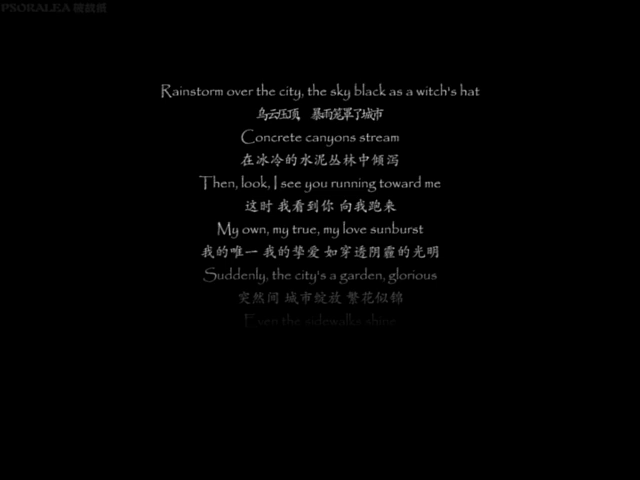 PSORALEA
Rainstorm over the city, the sky black as a witch's hat
乌云压顶, 暴雨笼罩了城市
Concrete canyons stream
在冰冷的水泥丛林中倾泻
Then, look, I see you running toward me
这时 我看到你 向我跑来
My own, my true, my love sunburst
我的唯一 我的挚爱 如穿透阴霾的光明
Suddenly, the city's a garden, glorious
突然间 城市绽放 繁花似锦
Even the sidewalks shine